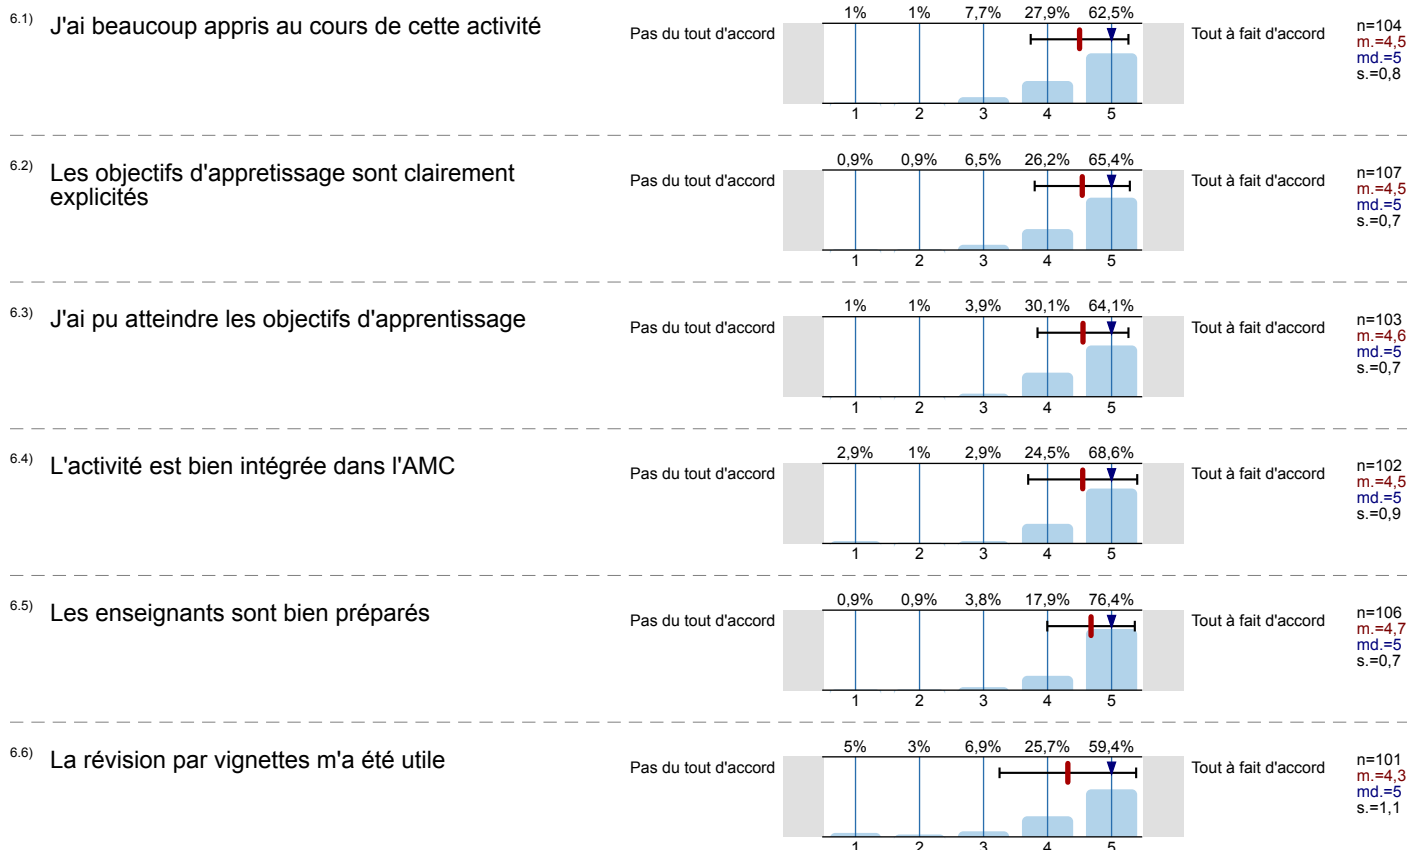 6.1) J'ai beaucoup appris au cours de cette activité
Pas du tout d'accord
1% 1% 7,7% 27,9% 62,5%
1 2 3 4 5
Tout à fait d'accord
n=104
m.=4,5
md.=5
s.=0,8
6.2) Les objectifs d'appretissage sont clairement
explicités
Pas du tout d'accord
0,9% 0,9% 6,5% 26,2% 65,4%
1 2 3 4 5
Tout à fait d'accord
n=107
m.=4,5
md.=5
s.=0,7
6.3) J'ai pu atteindre les objectifs d'apprentissage
Pas du tout d'accord
1% 1% 3,9% 30,1% 64,1%
1 2 3 4 5
Tout à fait d'accord
n=103
m.=4,6
md.=5
s.=0,7
6.4) L'activité est bien intégrée dans l'AMC
Pas du tout d'accord
2,9% 1% 2,9% 24,5% 68,6%
1 2 3 4 5
Tout à fait d'accord
n=102
m.=4,5
md.=5
s.=0,9
6.5) Les enseignants sont bien préparés
Pas du tout d'accord
0,9% 0,9% 3,8% 17,9% 76,4%
1 2 3 4 5
Tout à fait d'accord
n=106
m.=4,7
md.=5
s.=0,7
6.6) La révision par vignettes m'a été utile
Pas du tout d'accord
5% 3% 6,9% 25,7% 59,4%
1 2 3 4 5
Tout à fait d'accord
n=101
m.=4,3
md.=5
s.=1,1